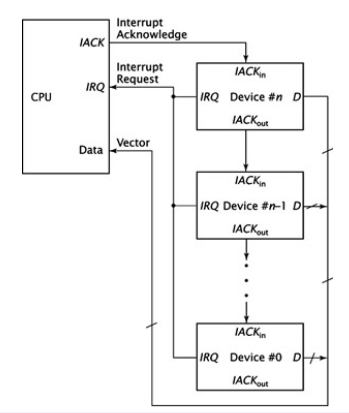 Interrupt
Acknowledge
IACK
Interrupt
Request
IRQ
CPU
Data
Vector
IACKin
IRQ Device #n D
IACKout
IACKin
IRQ Device #n–1 D
IACKout
IACKin
IRQ Device #0 D
IACKout